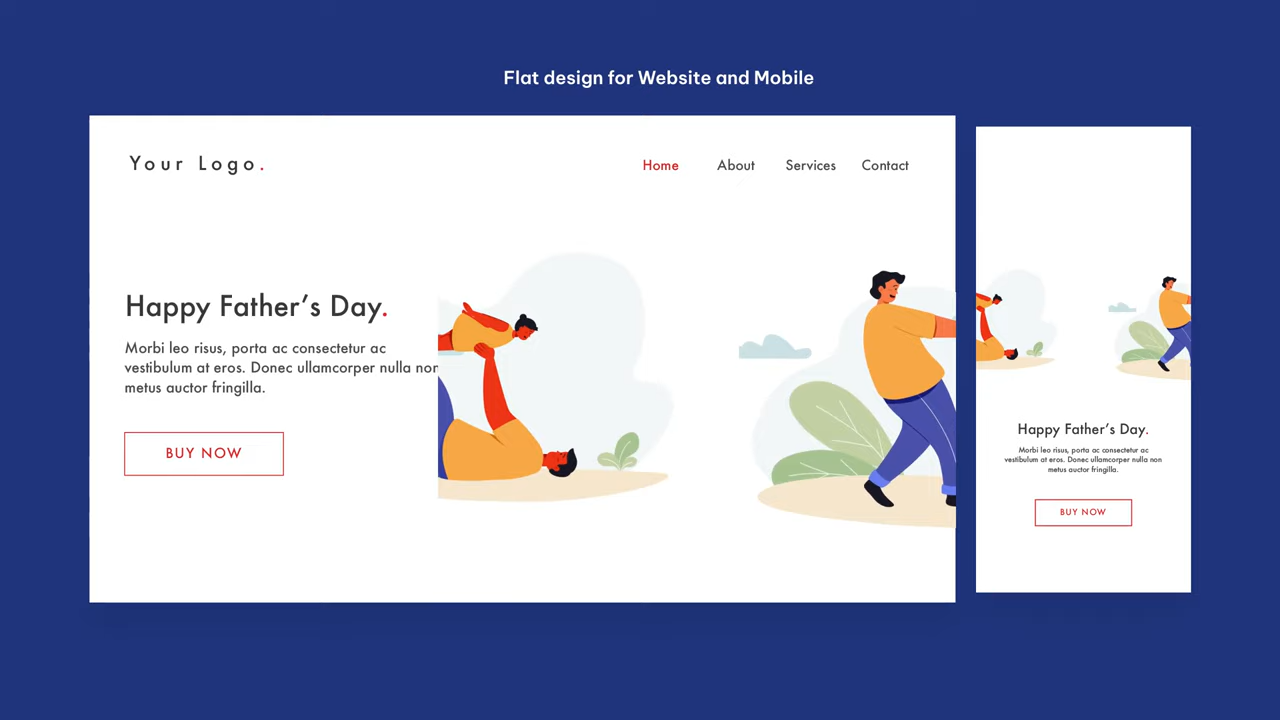 Flat design for Website and Mobile
Your Logo.
Home About Services Contact
Happy Father’s Day.
Morbi leo risus, porta ac consectetur ac
vestibulum at eros. Donec ullamcorper nulla non
metus auctor fringilla.
BUY NOW
Happy Father’s Day.
Morbi leo risus, porta ac consectetur ac
vestibulum at eros. Donec ullamcorper nulla non
metus auctor fringilla.
BUY NOW